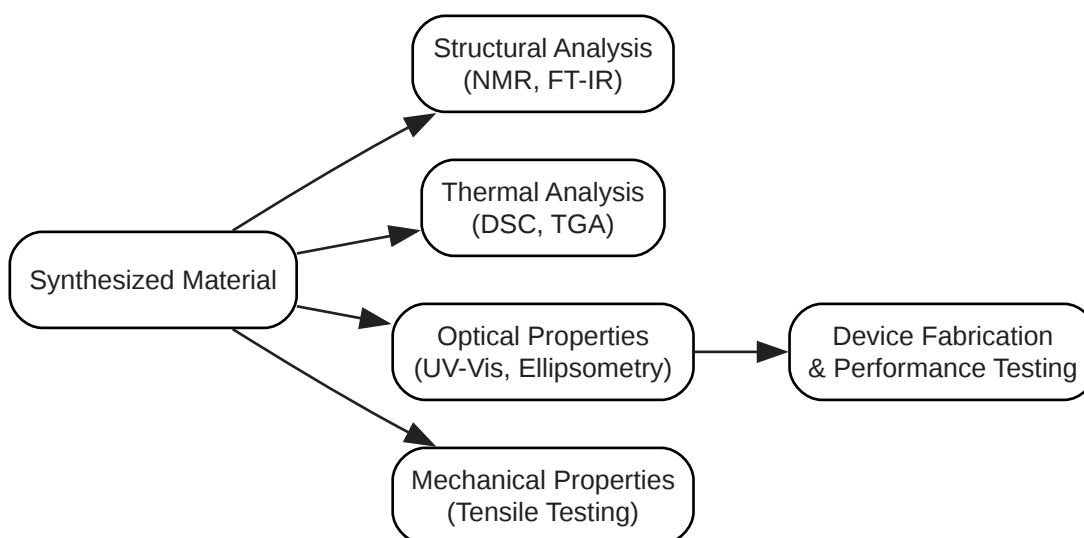 Structural Analysis
(NMR, FT-IR)
Thermal Analysis
(DSC, TGA)
Synthesized Material
Optical Properties
(UV-Vis, Ellipsometry)
Device Fabrication
& Performance Testing
Mechanical Properties
(Tensile Testing)